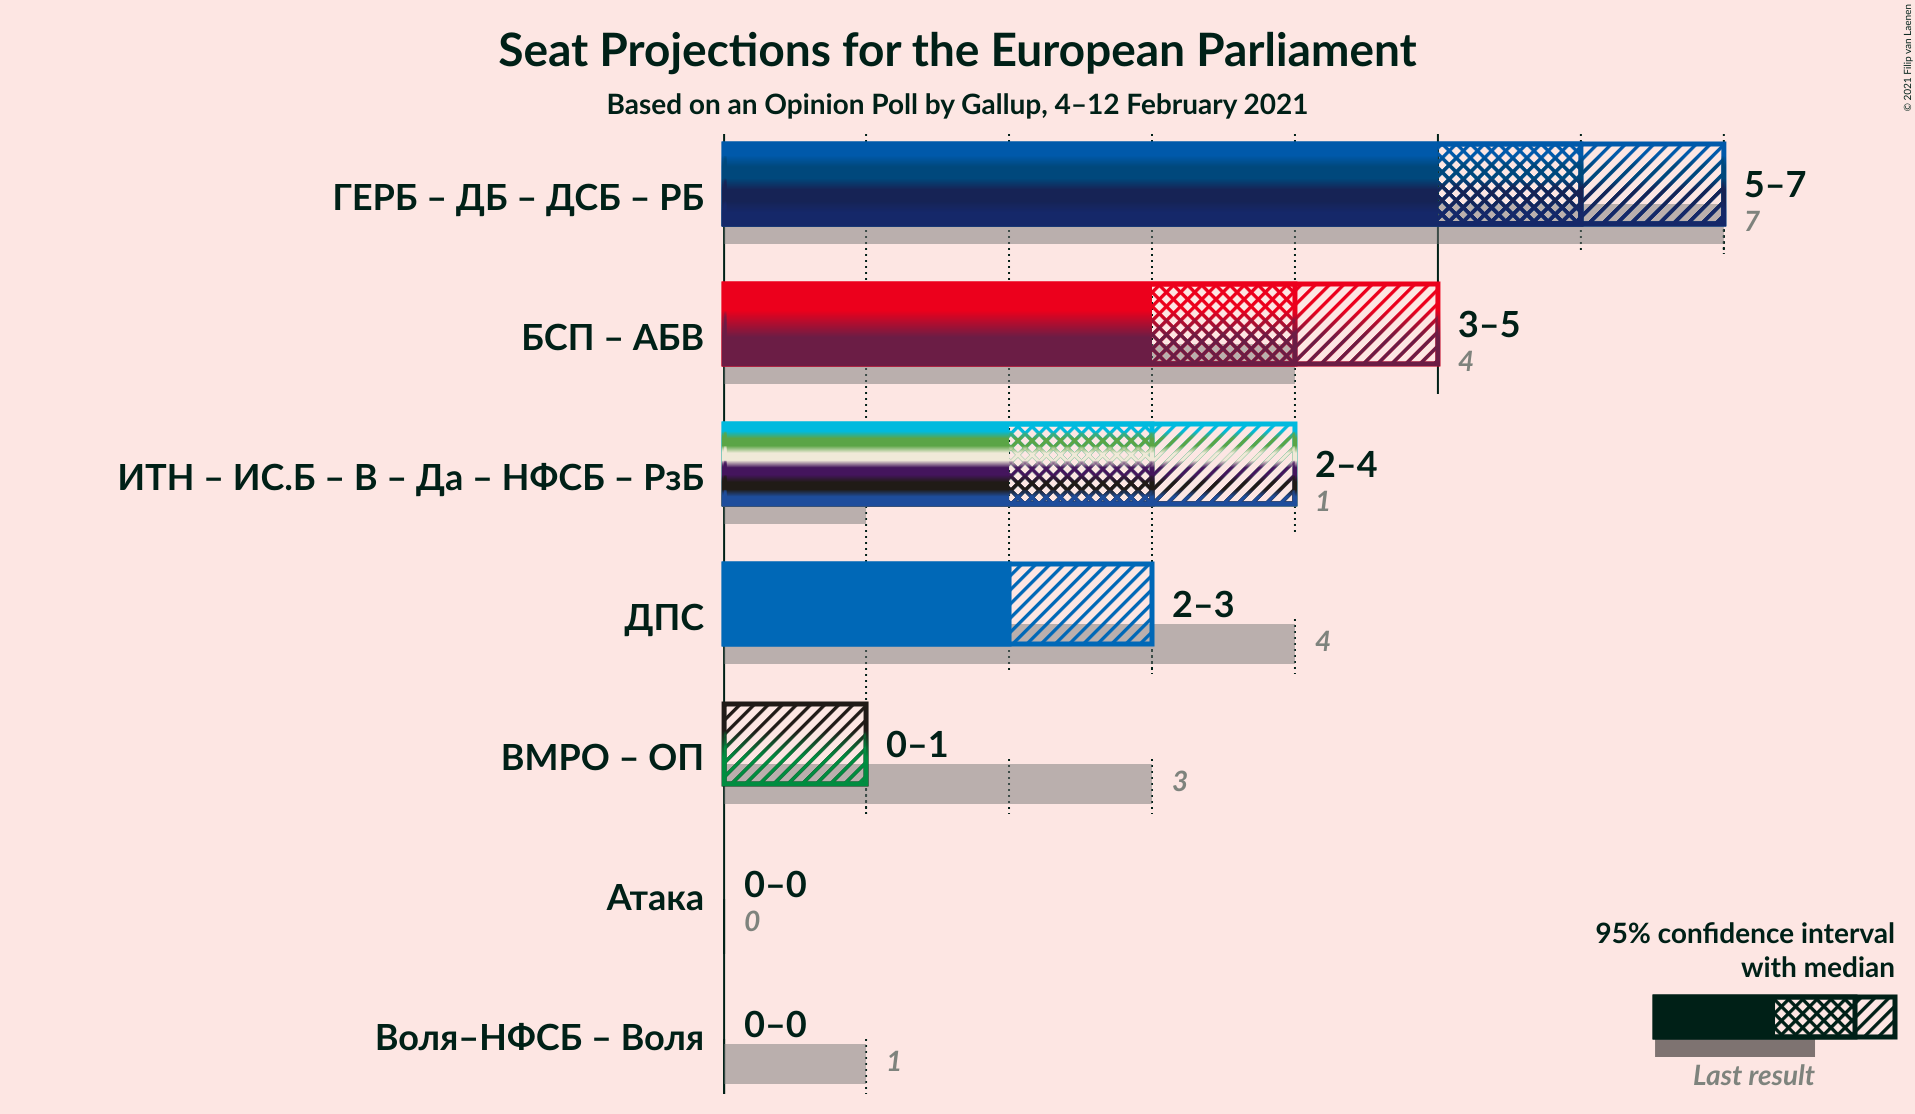 Seat Projections for the European Parliament
Based on an Opinion Poll by Gallup, 4–12 February 2021
© 2021 Filip van Laenen
ГЕРБ – ДБ – ДСБ – РБ
5–7
7
БСП – АБВ
3–5
4
ИТН – ИС.Б – В – Да – НФСБ – РзБ
2–4
1
ДПС
2–3
4
ВМРО – ОП
0–1
3
Атака
0–0
0
Воля–НФСБ – Воля
0–0
1
95% confidence interval
with median
Last result